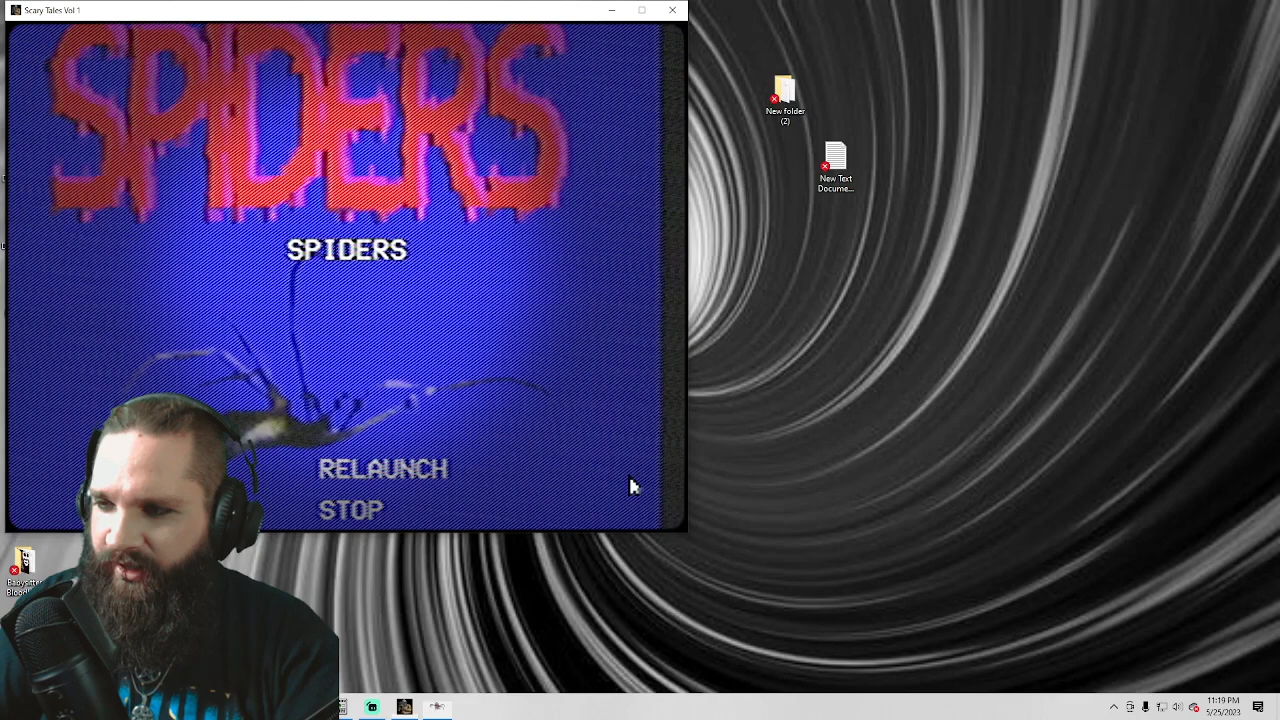 Scary Tales Vol 1
SPIDERS
SPIDERS
RELAUNCH
STOP
New folder
(2)
New Text
Docume...
Babysitter
11:19 PM
5/25/2023